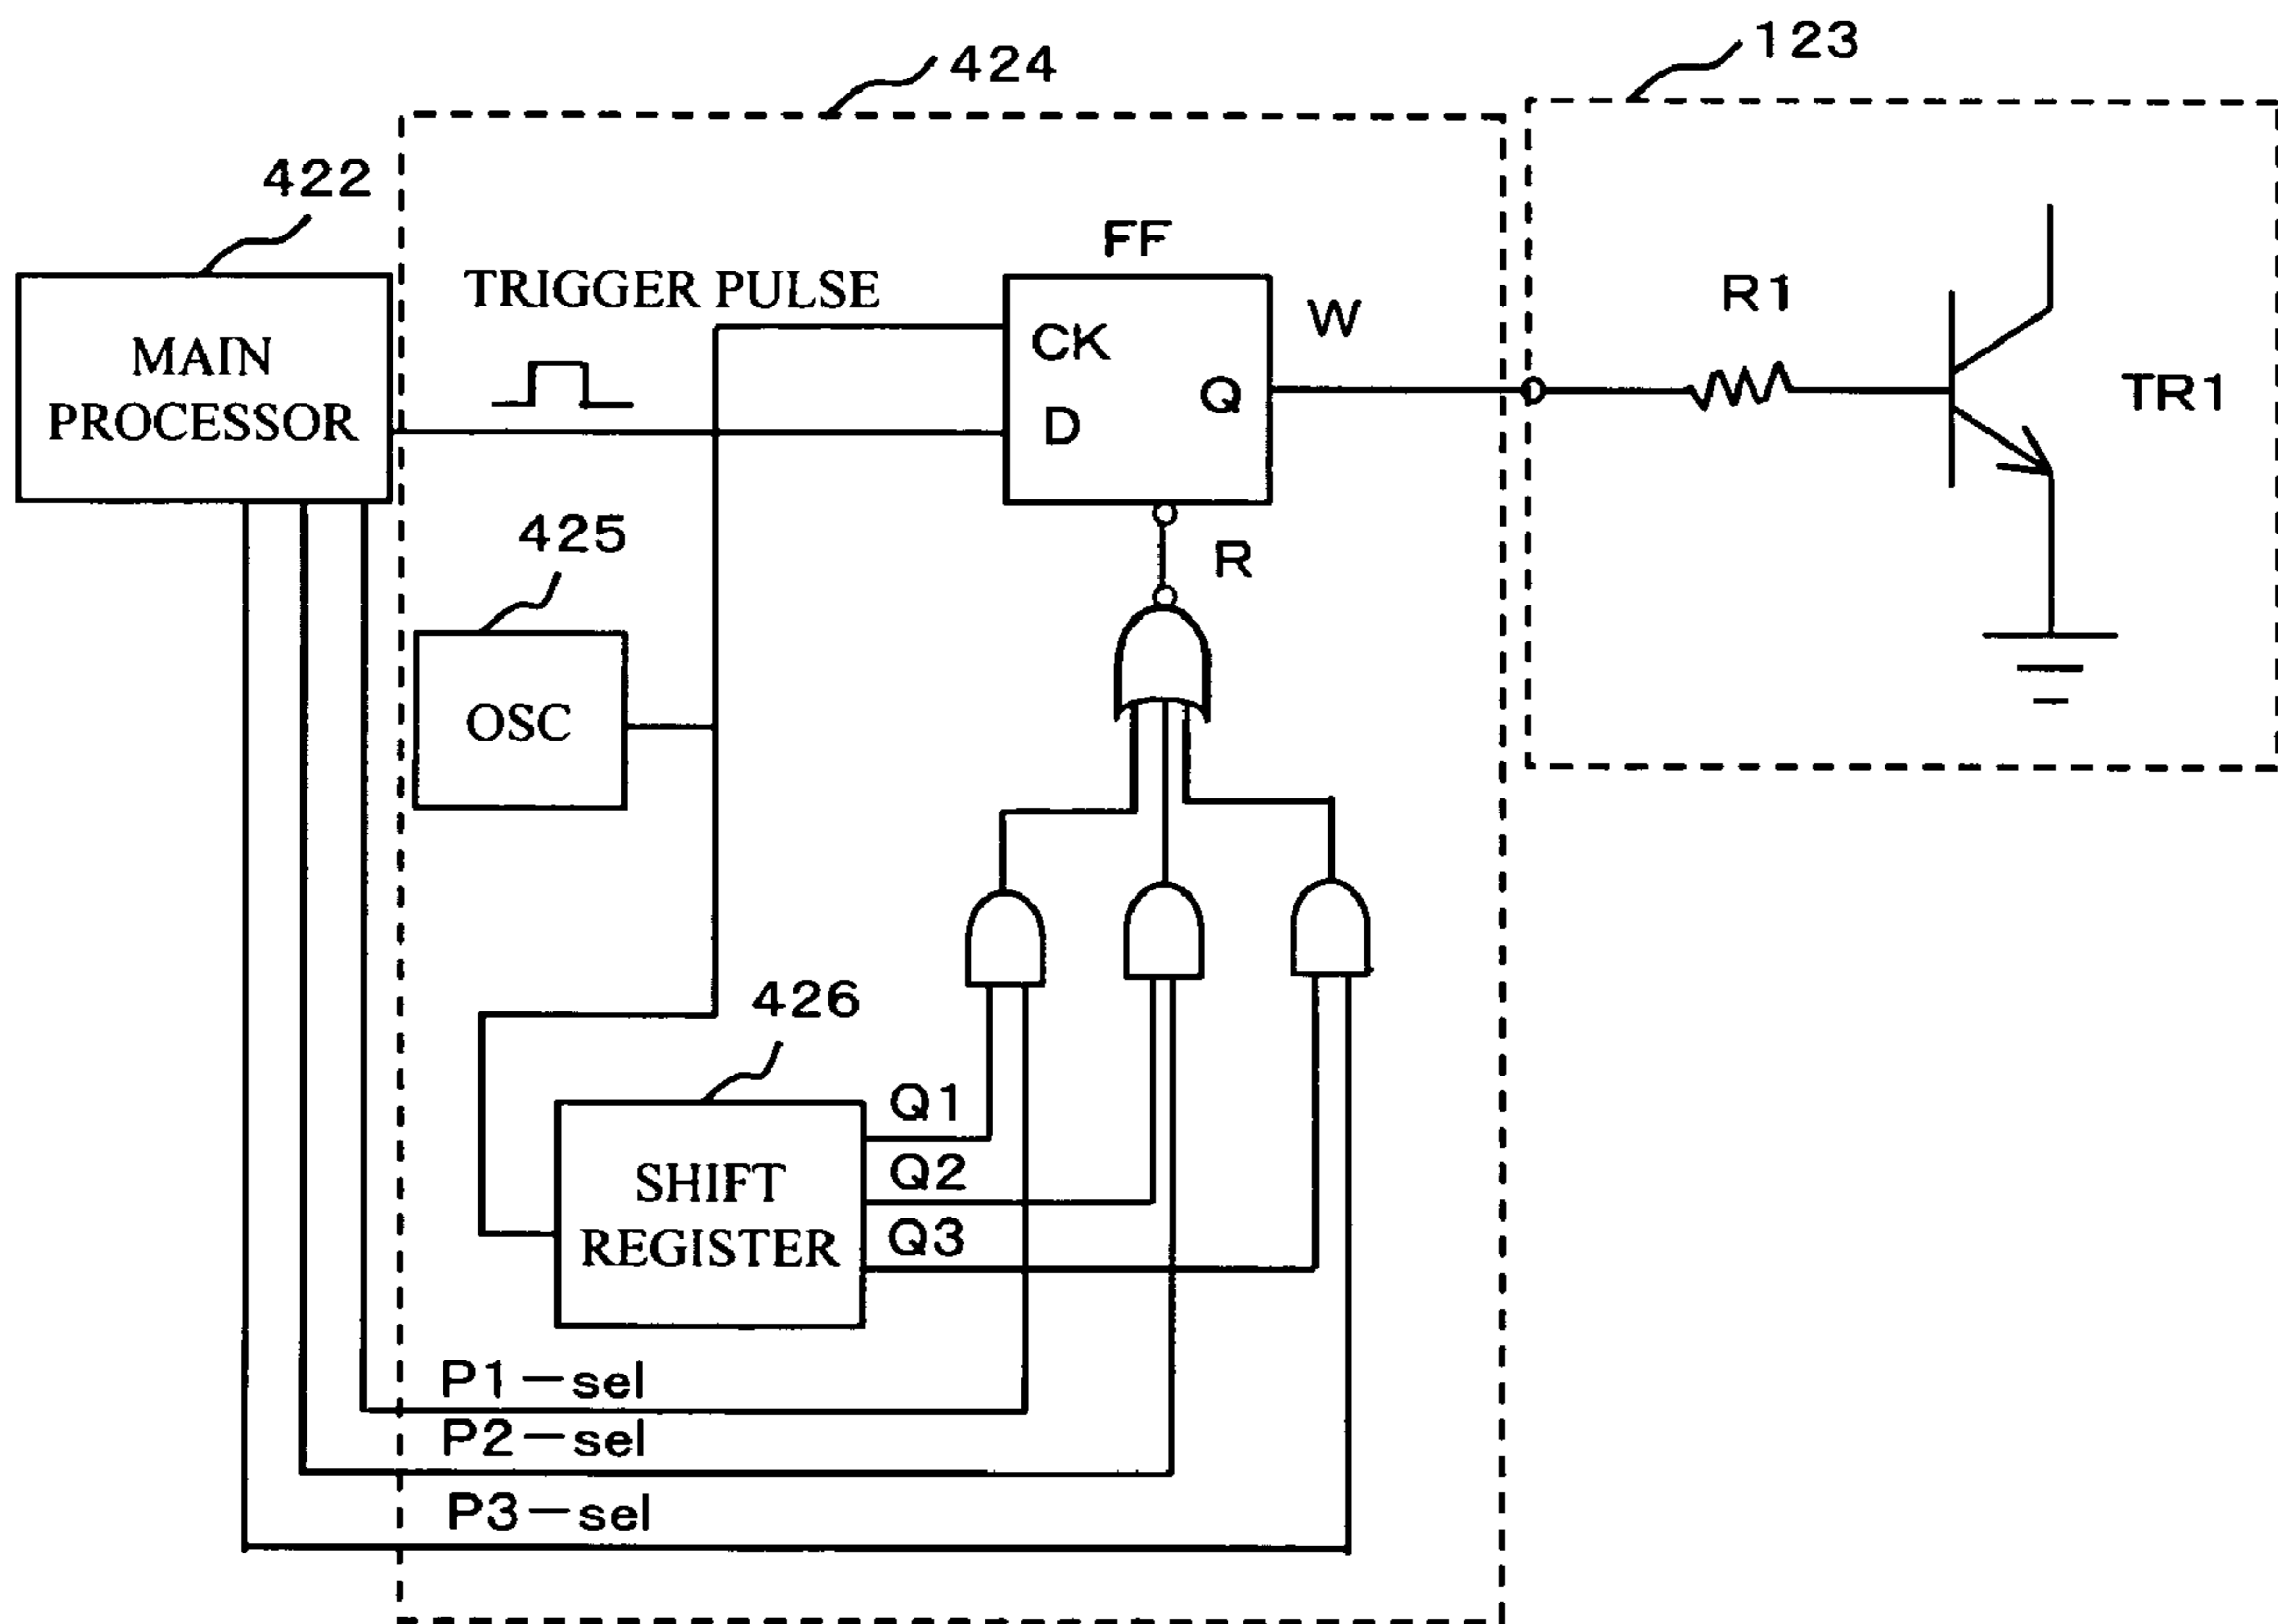 424
123
422
FF
TRIGGER PULSE
R1
W
MAIN
PROCESSOR
CK
Q
D
TR1
425
R
OSC
426
Q1
Q2
SHIFT
REGISTER
Q3
P1-sel
P2-sel
P3-sel